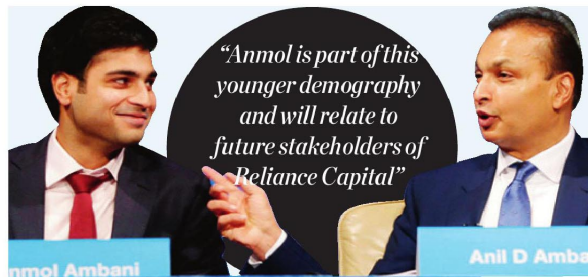 “Anmol is part of this
younger demography
and will relate to
future stakeholders of
Reliance Capital”
nmol Ambani
Anil D Amba